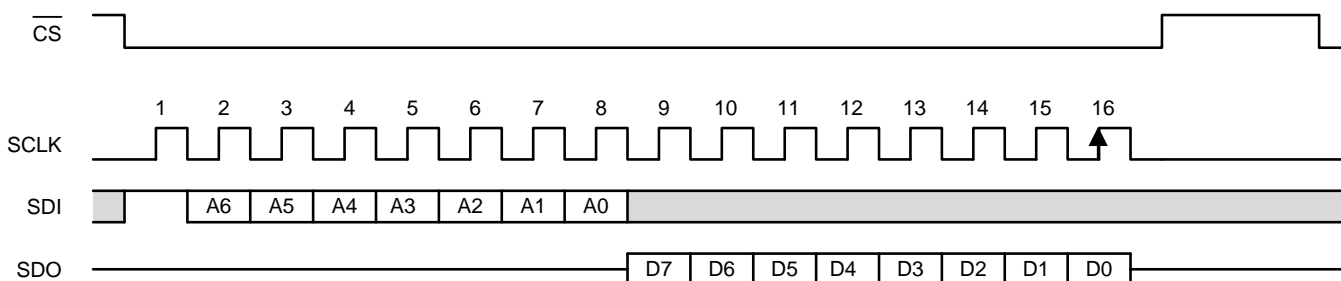 CS
1 2 3 4 5 6 7 8 9 10 11 12 13 14 15 16
SCLK
SDI A6 A5 A4 A3 A2 A1 A0
SDO D7 D6 D5 D4 D3 D2 D1 D0